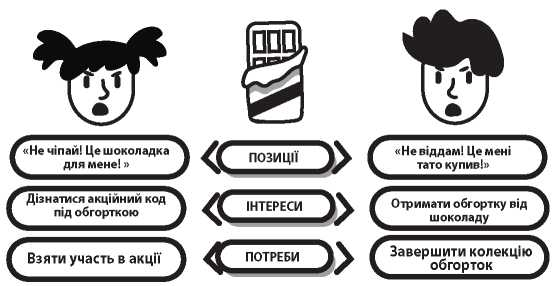 «Не чіпай! Це шоколадка
для мене! »
ПОЗИЦІЇ
«Не віддам! Це мені
тато купив!»
Дізнатися акційний код
під обгорткою
ІНТЕРЕСИ
Отримати обгортку від
шоколаду
Взяти участь в акції
ПОТРЕБИ
Завершити колекцію
обгорток